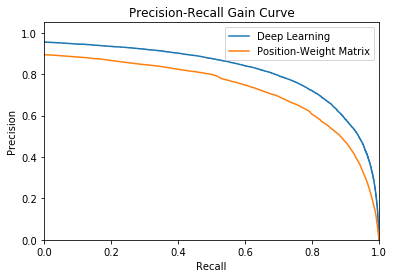 Precision-Recall Gain Curve
Deep Learning
Position-Weight Matrix
Precision
1.0
0.8
0.6
0.4
0.2
0.0
0.0 0.2 0.4 0.6 0.8 1.0
Recall